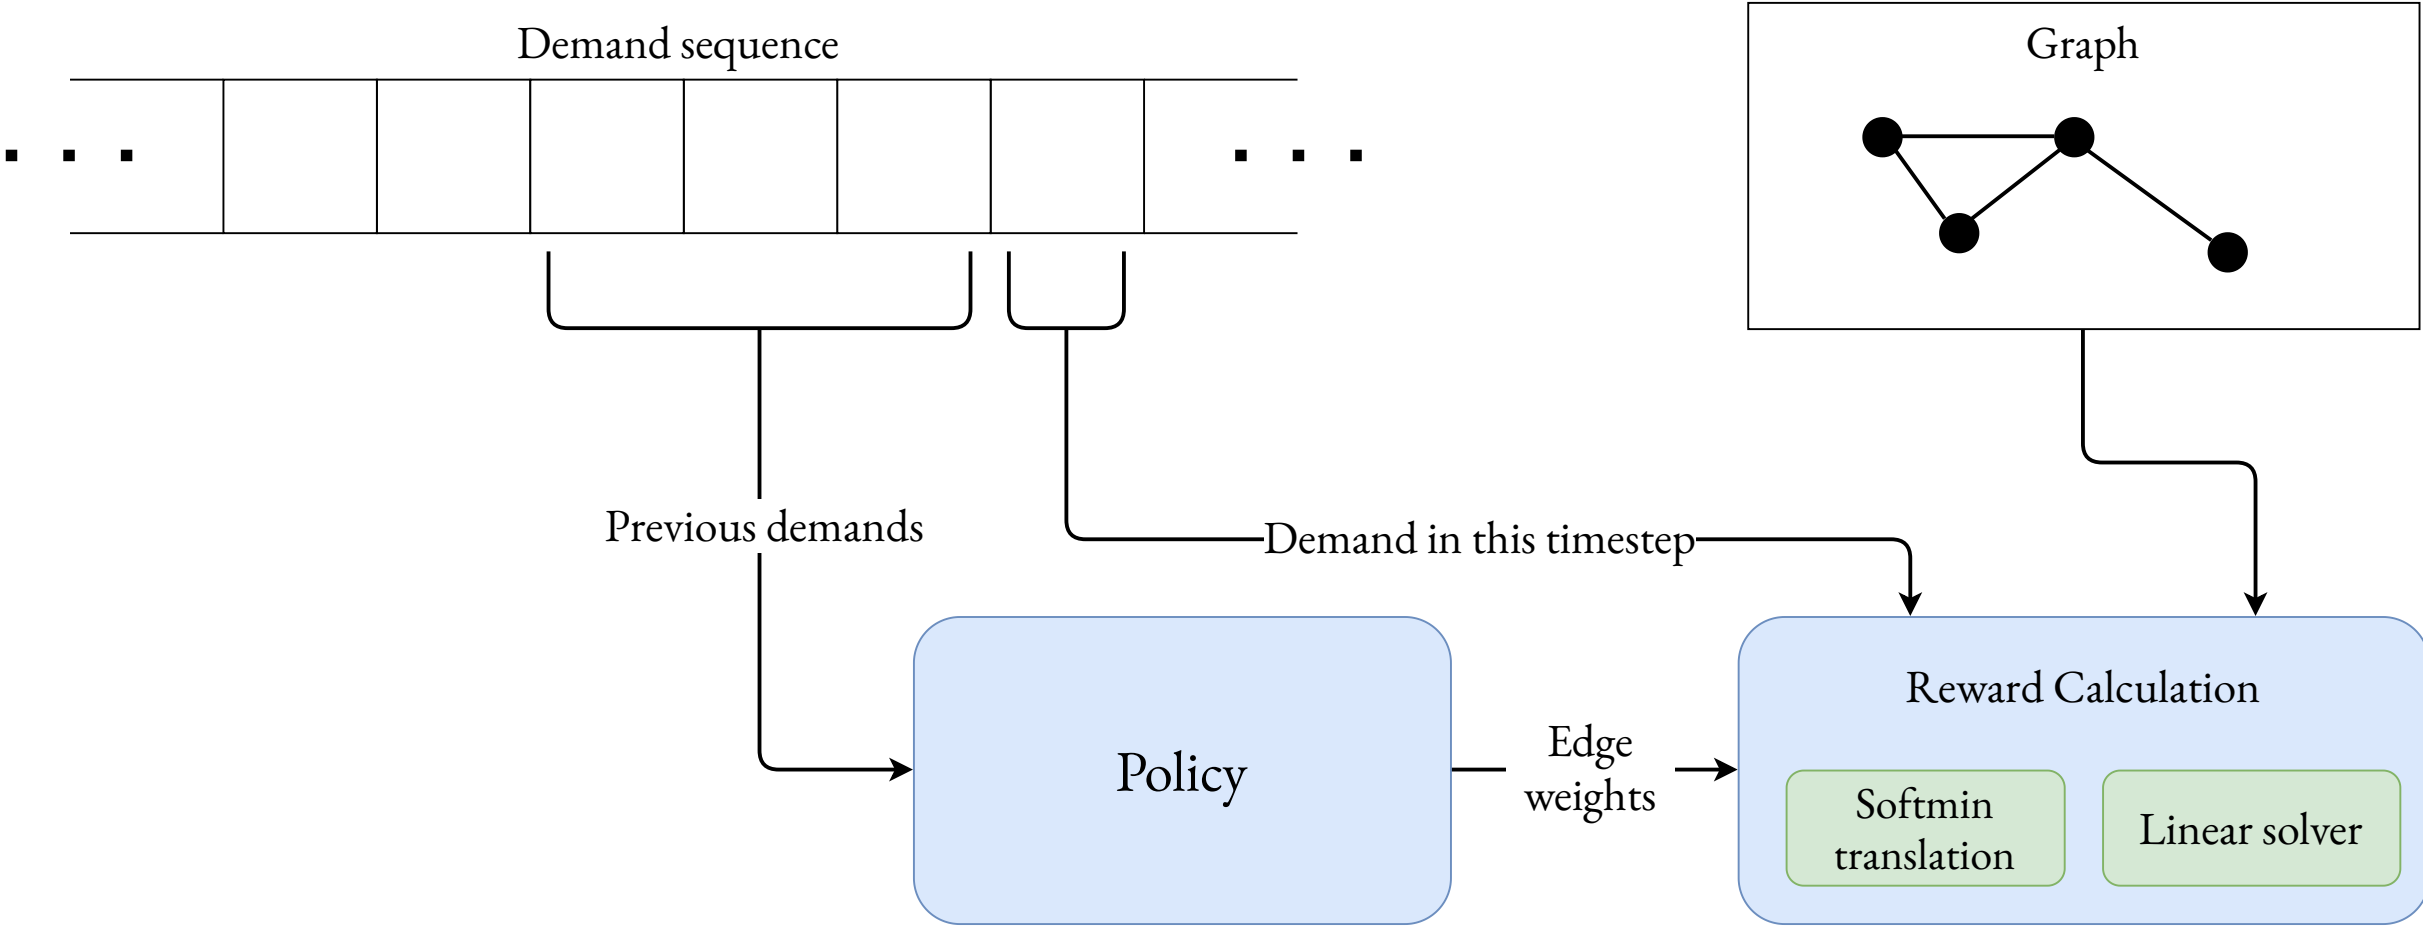 Demand sequence
Graph
Previous demands
Demand in this timestep
Policy
Edge
weights
Reward Calculation
Softmin
translation
Linear solver